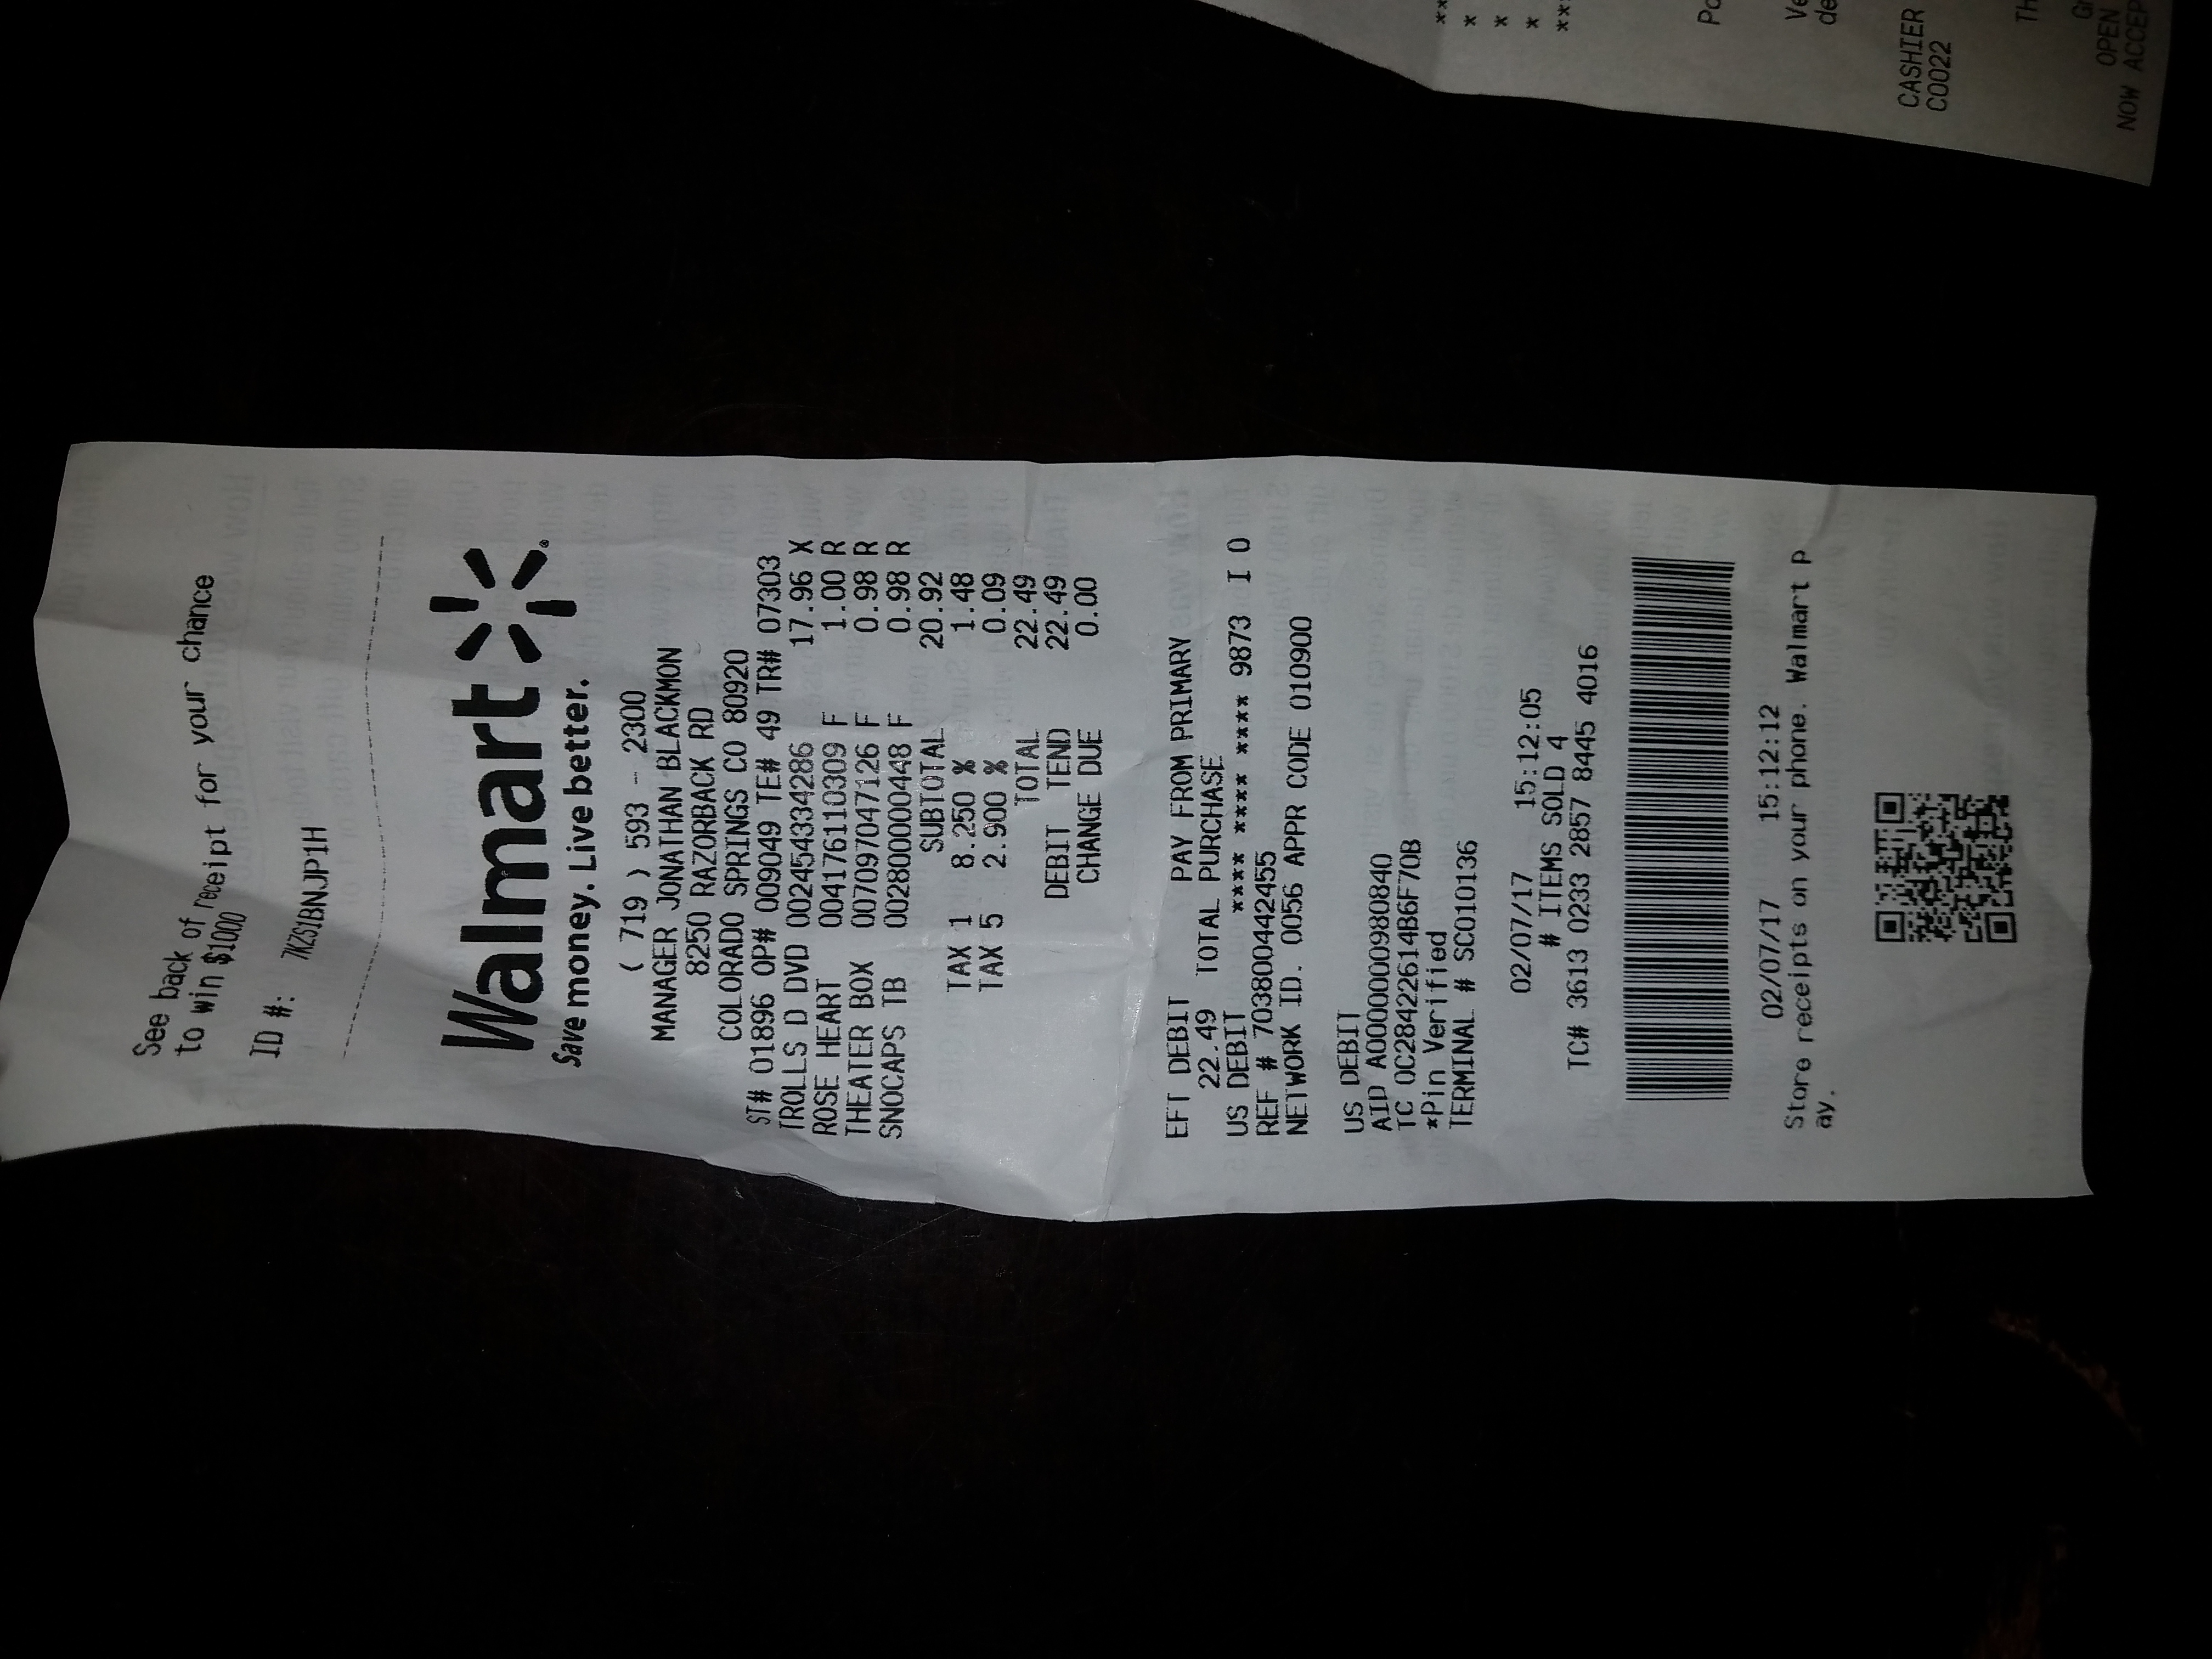 See back of receipt for your chance
to win $1000
ID #: 7KZS1BNJP1H
Walmart
Save money. Live better.
( 719 ) 593 - 2300
MANAGER JONATHAN BLACKMON
8250 RAZORBACK RD
COLORADO SPRINGS CO 80920
ST# 01896 OP# 009049 TE# 49 TR# 07303
TROLLS D DVD 002454334286 17.96 X
ROSE HEART 004176110309 F 1.00 R
THEATER BOX 007097047126 F 0.98 R
SNOCAPS TB 002800000448 F 0.98 R
SUBTOTAL 20.92
TAX 1 8.250 % 1.48
TAX 5 2.900 % 0.09
TOTAL 22.49
DEBIT TEND 22.49
CHANGE DUE 0.00
EFT DEBIT PAY FROM PRIMARY
22.49 TOTAL PURCHASE
US DEBIT **** **** **** 9873 I 0
REF # 703800442455
NETWORK ID. 0056 APPR CODE 010900
US DEBIT
AID A0000000980840
TC 0C28422614B6F70B
*Pin Verified
TERMINAL # SC010136
02/07/17 15:12:05
# ITEMS SOLD 4
TC# 3613 0233 2857 8445 4016
02/07/17 15:12:12
Store receipts on your phone. Walmart P
ay.
**
*
*
*
**
CASHIER
C0022
OPEN
NOW